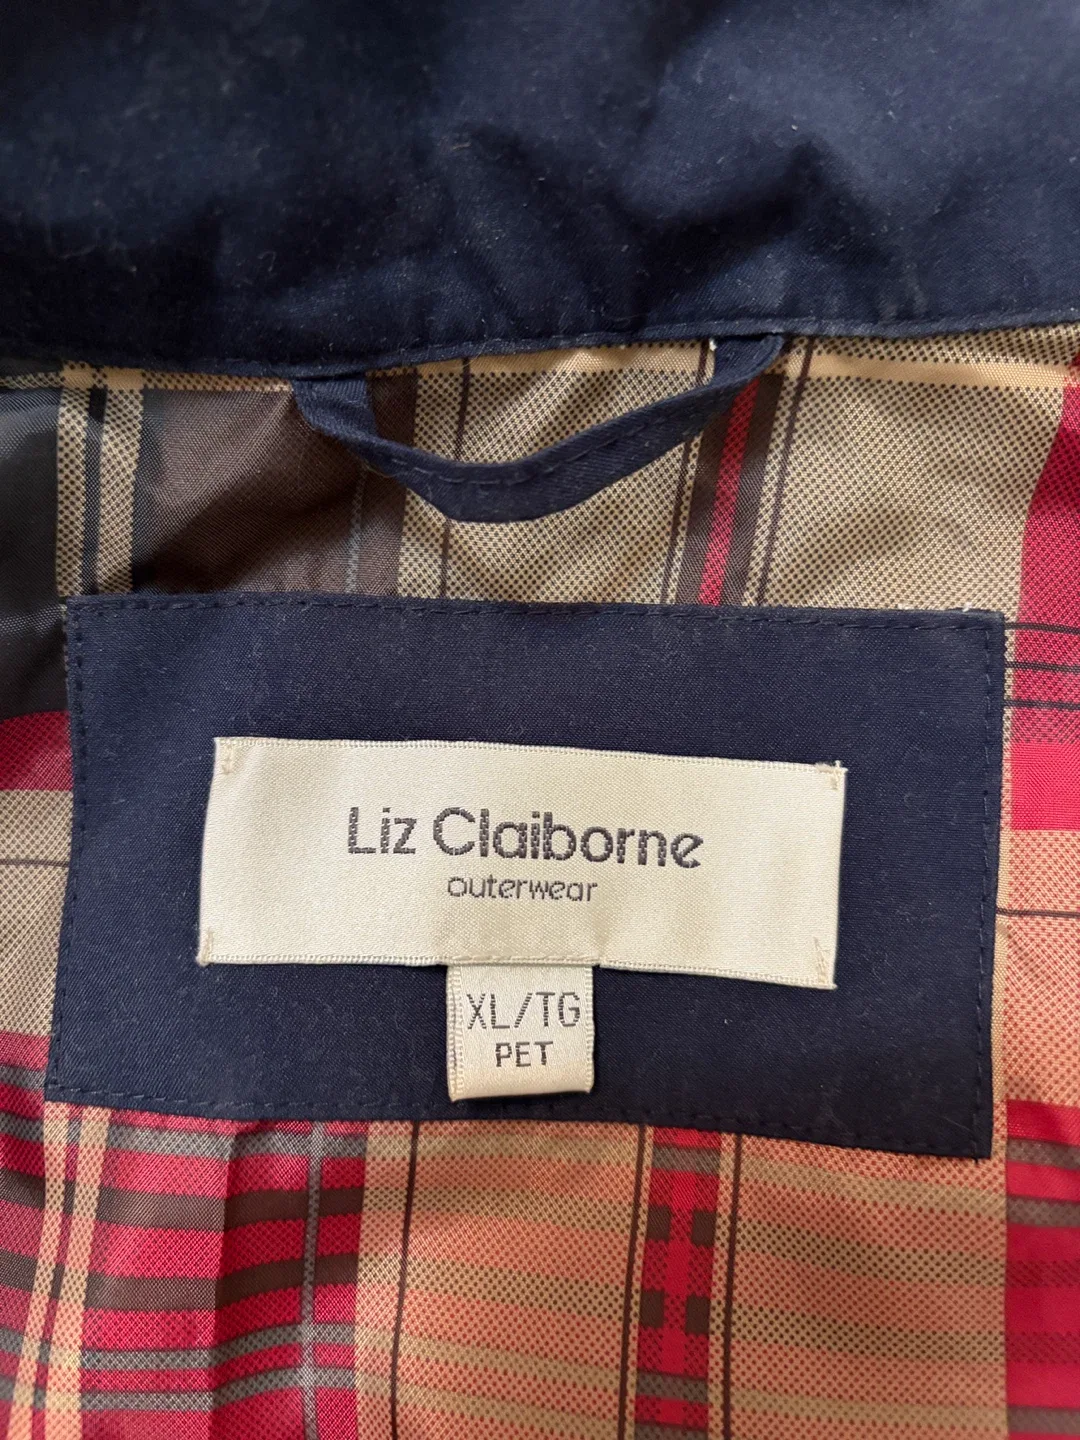 Liz Claiborne
outerwear
XL/TG
PET